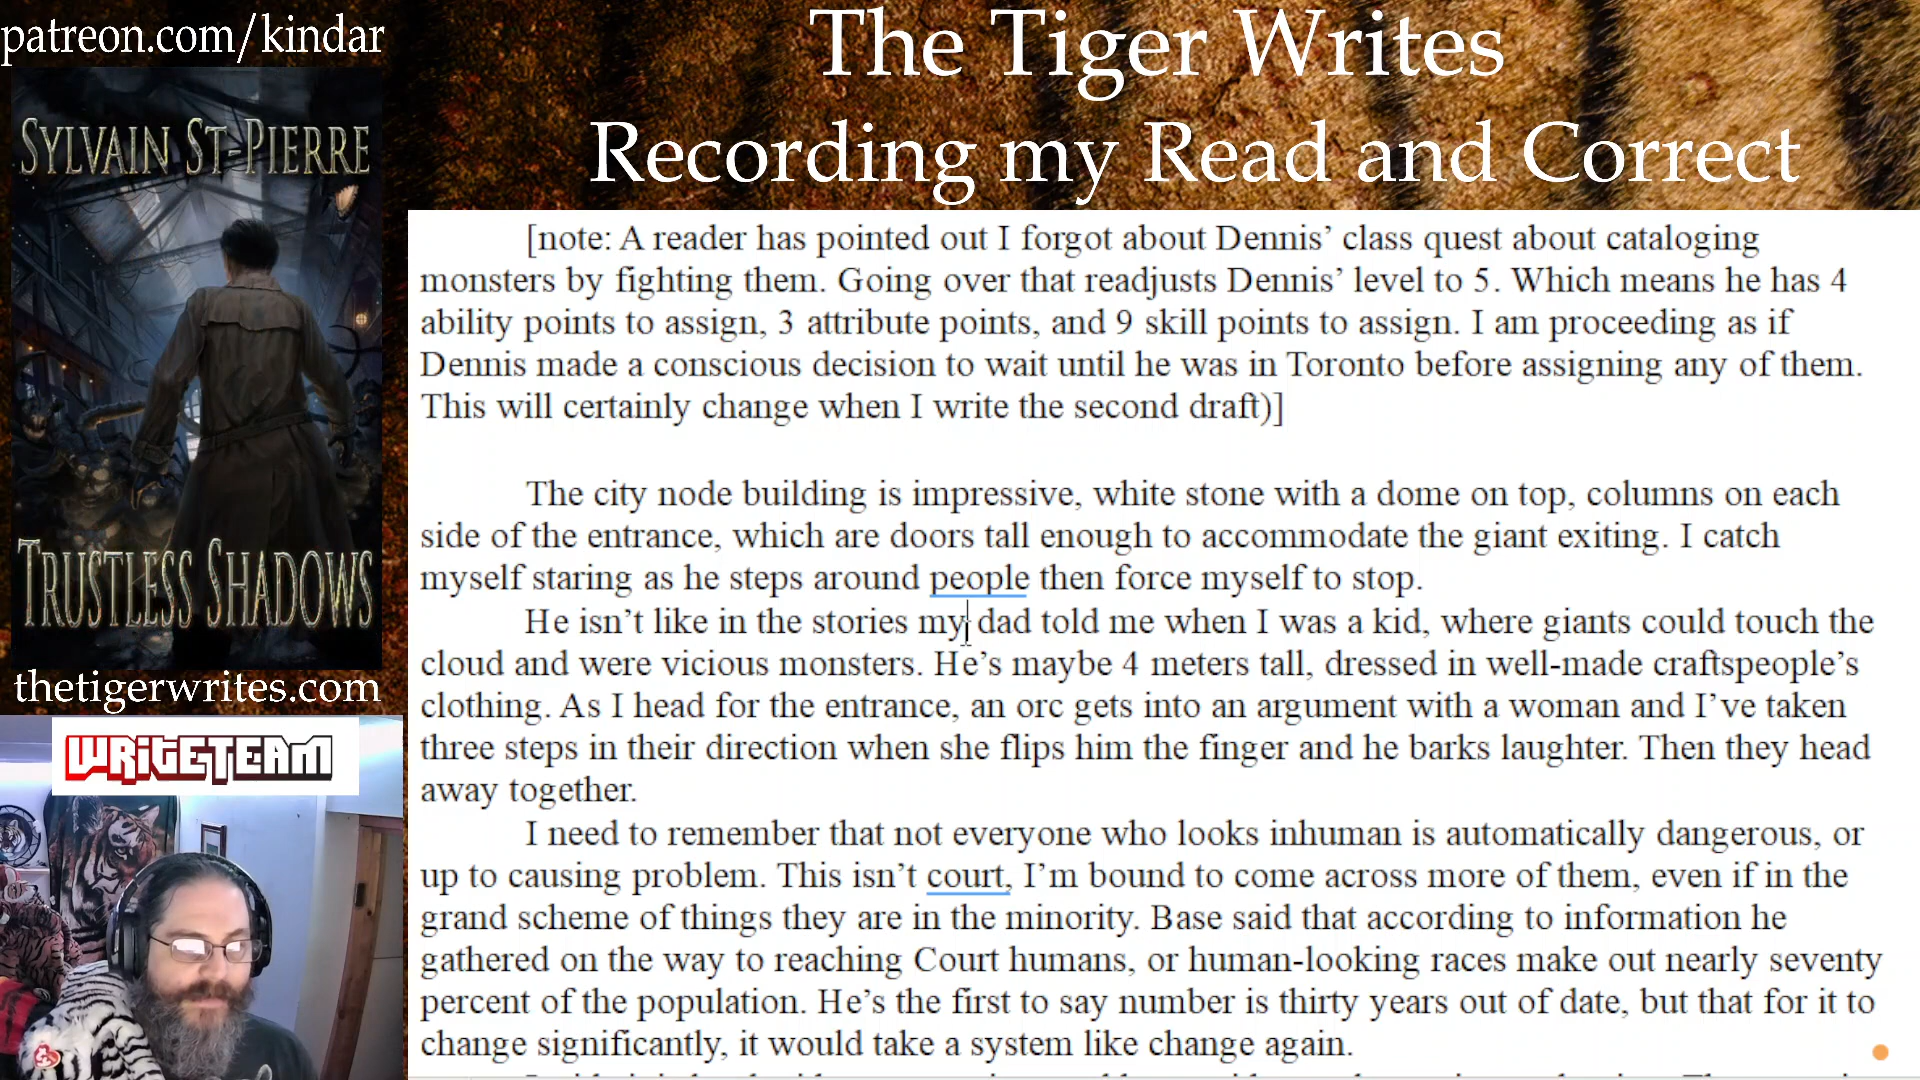 patreon.com/kindar
The Tiger Writes
Recording my Read and Correct
SYLVAIN ST-PIERRE
TRUSTLESS SHADOWS
thetigerwrites.com
WRITETEAM
[note: A reader has pointed out I forgot about Dennis’ class quest about cataloging
monsters by fighting them. Going over that readjusts Dennis’ level to 5. Which means he has 4
ability points to assign, 3 attribute points, and 9 skill points to assign. I am proceeding as if
Dennis made a conscious decision to wait until he was in Toronto before assigning any of them.
This will certainly change when I write the second draft)]
The city node building is impressive, white stone with a dome on top, columns on each
side of the entrance, which are doors tall enough to accommodate the giant exiting. I catch
myself staring as he steps around people then force myself to stop.
He isn’t like in the stories my dad told me when I was a kid, where giants could touch the
cloud and were vicious monsters. He’s maybe 4 meters tall, dressed in well-made craftspeople’s
clothing. As I head for the entrance, an orc gets into an argument with a woman and I’ve taken
three steps in their direction when she flips him the finger and he barks laughter. Then they head
away together.
I need to remember that not everyone who looks inhuman is automatically dangerous, or
up to causing problem. This isn’t court, I’m bound to come across more of them, even if in the
grand scheme of things they are in the minority. Base said that according to information he
gathered on the way to reaching Court humans, or human-looking races make out nearly seventy
percent of the population. He’s the first to say number is thirty years out of date, but that for it to
change significantly, it would take a system like change again.